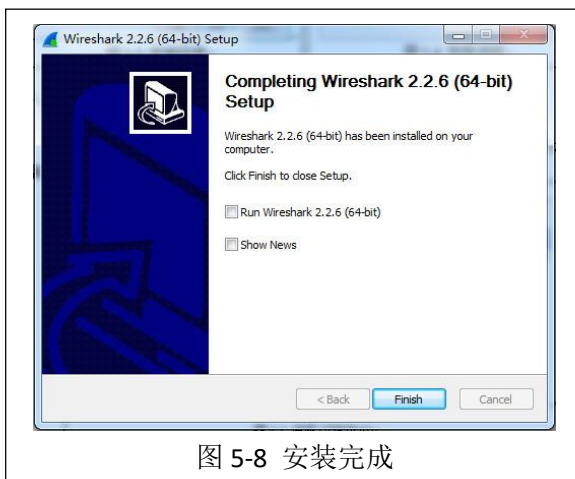 Wireshark 2.2.6 (64-bit) Setup
Completing Wireshark 2.2.6 (64-bit)
Setup
Wireshark 2.2.6 (64-bit) has been installed on your
computer.
Click Finish to close Setup.
Run Wireshark 2.2.6 (64-bit)
Show News
< Back
Finish
Cancel
图 5-8 安装完成